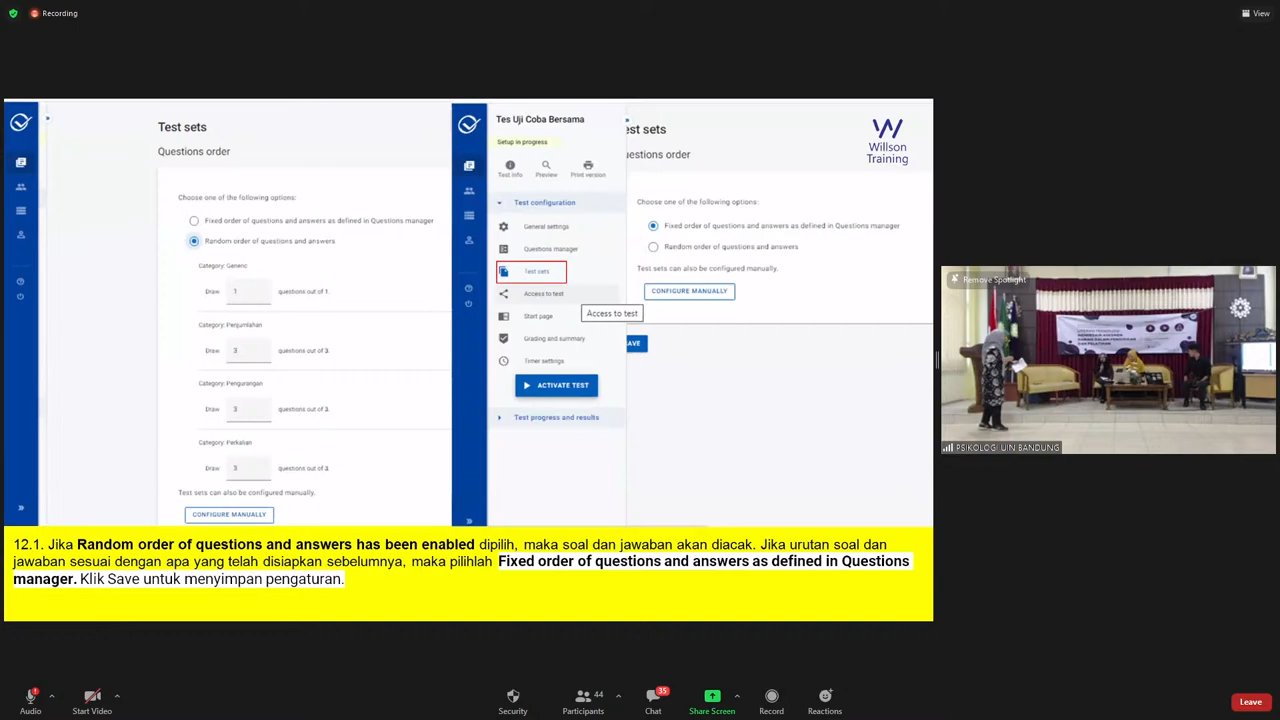 Recording
View
Test sets
Questions order
Choose one of the following options:
Fixed order of questions and answers as defined in Questions manager
Random order of questions and answers
Category: Generic
Draw 1 questions out of 1.
Category: Penjumlahan
Draw 3 questions out of 3.
Category: Pengurangan
Draw 3 questions out of 3.
Category: Perkalian
Draw 3 questions out of 3.
Test sets can also be configured manually.
CONFIGURE MANUALLY
Tes Uji Coba Bersama
Setup in progress
Test info Preview Print version
Test configuration
General settings
Questions manager
Test sets
Access to test
Access to test
Start page
Grading and summary
Timer settings
ACTIVATE TEST
Test progress and results
est sets
uestions order
Choose one of the following options:
Fixed order of questions and answers as defined in Questions manager
Random order of questions and answers
Test sets can also be configured manually.
CONFIGURE MANUALLY
AVE
W
Willson
Training
12.1. Jika Random order of questions and answers has been enabled dipilih, maka soal dan jawaban akan diacak. Jika urutan soal dan
jawaban sesuai dengan apa yang telah disiapkan sebelumnya, maka pilihlah Fixed order of questions and answers as defined in Questions
manager. Klik Save untuk menyimpan pengaturan.
Remove Spotlight
PSIKOLOGI UIN BANDUNG
Audio
Start Video
Security
Participants 44
Chat 35
Share Screen
Record
Reactions
Leave